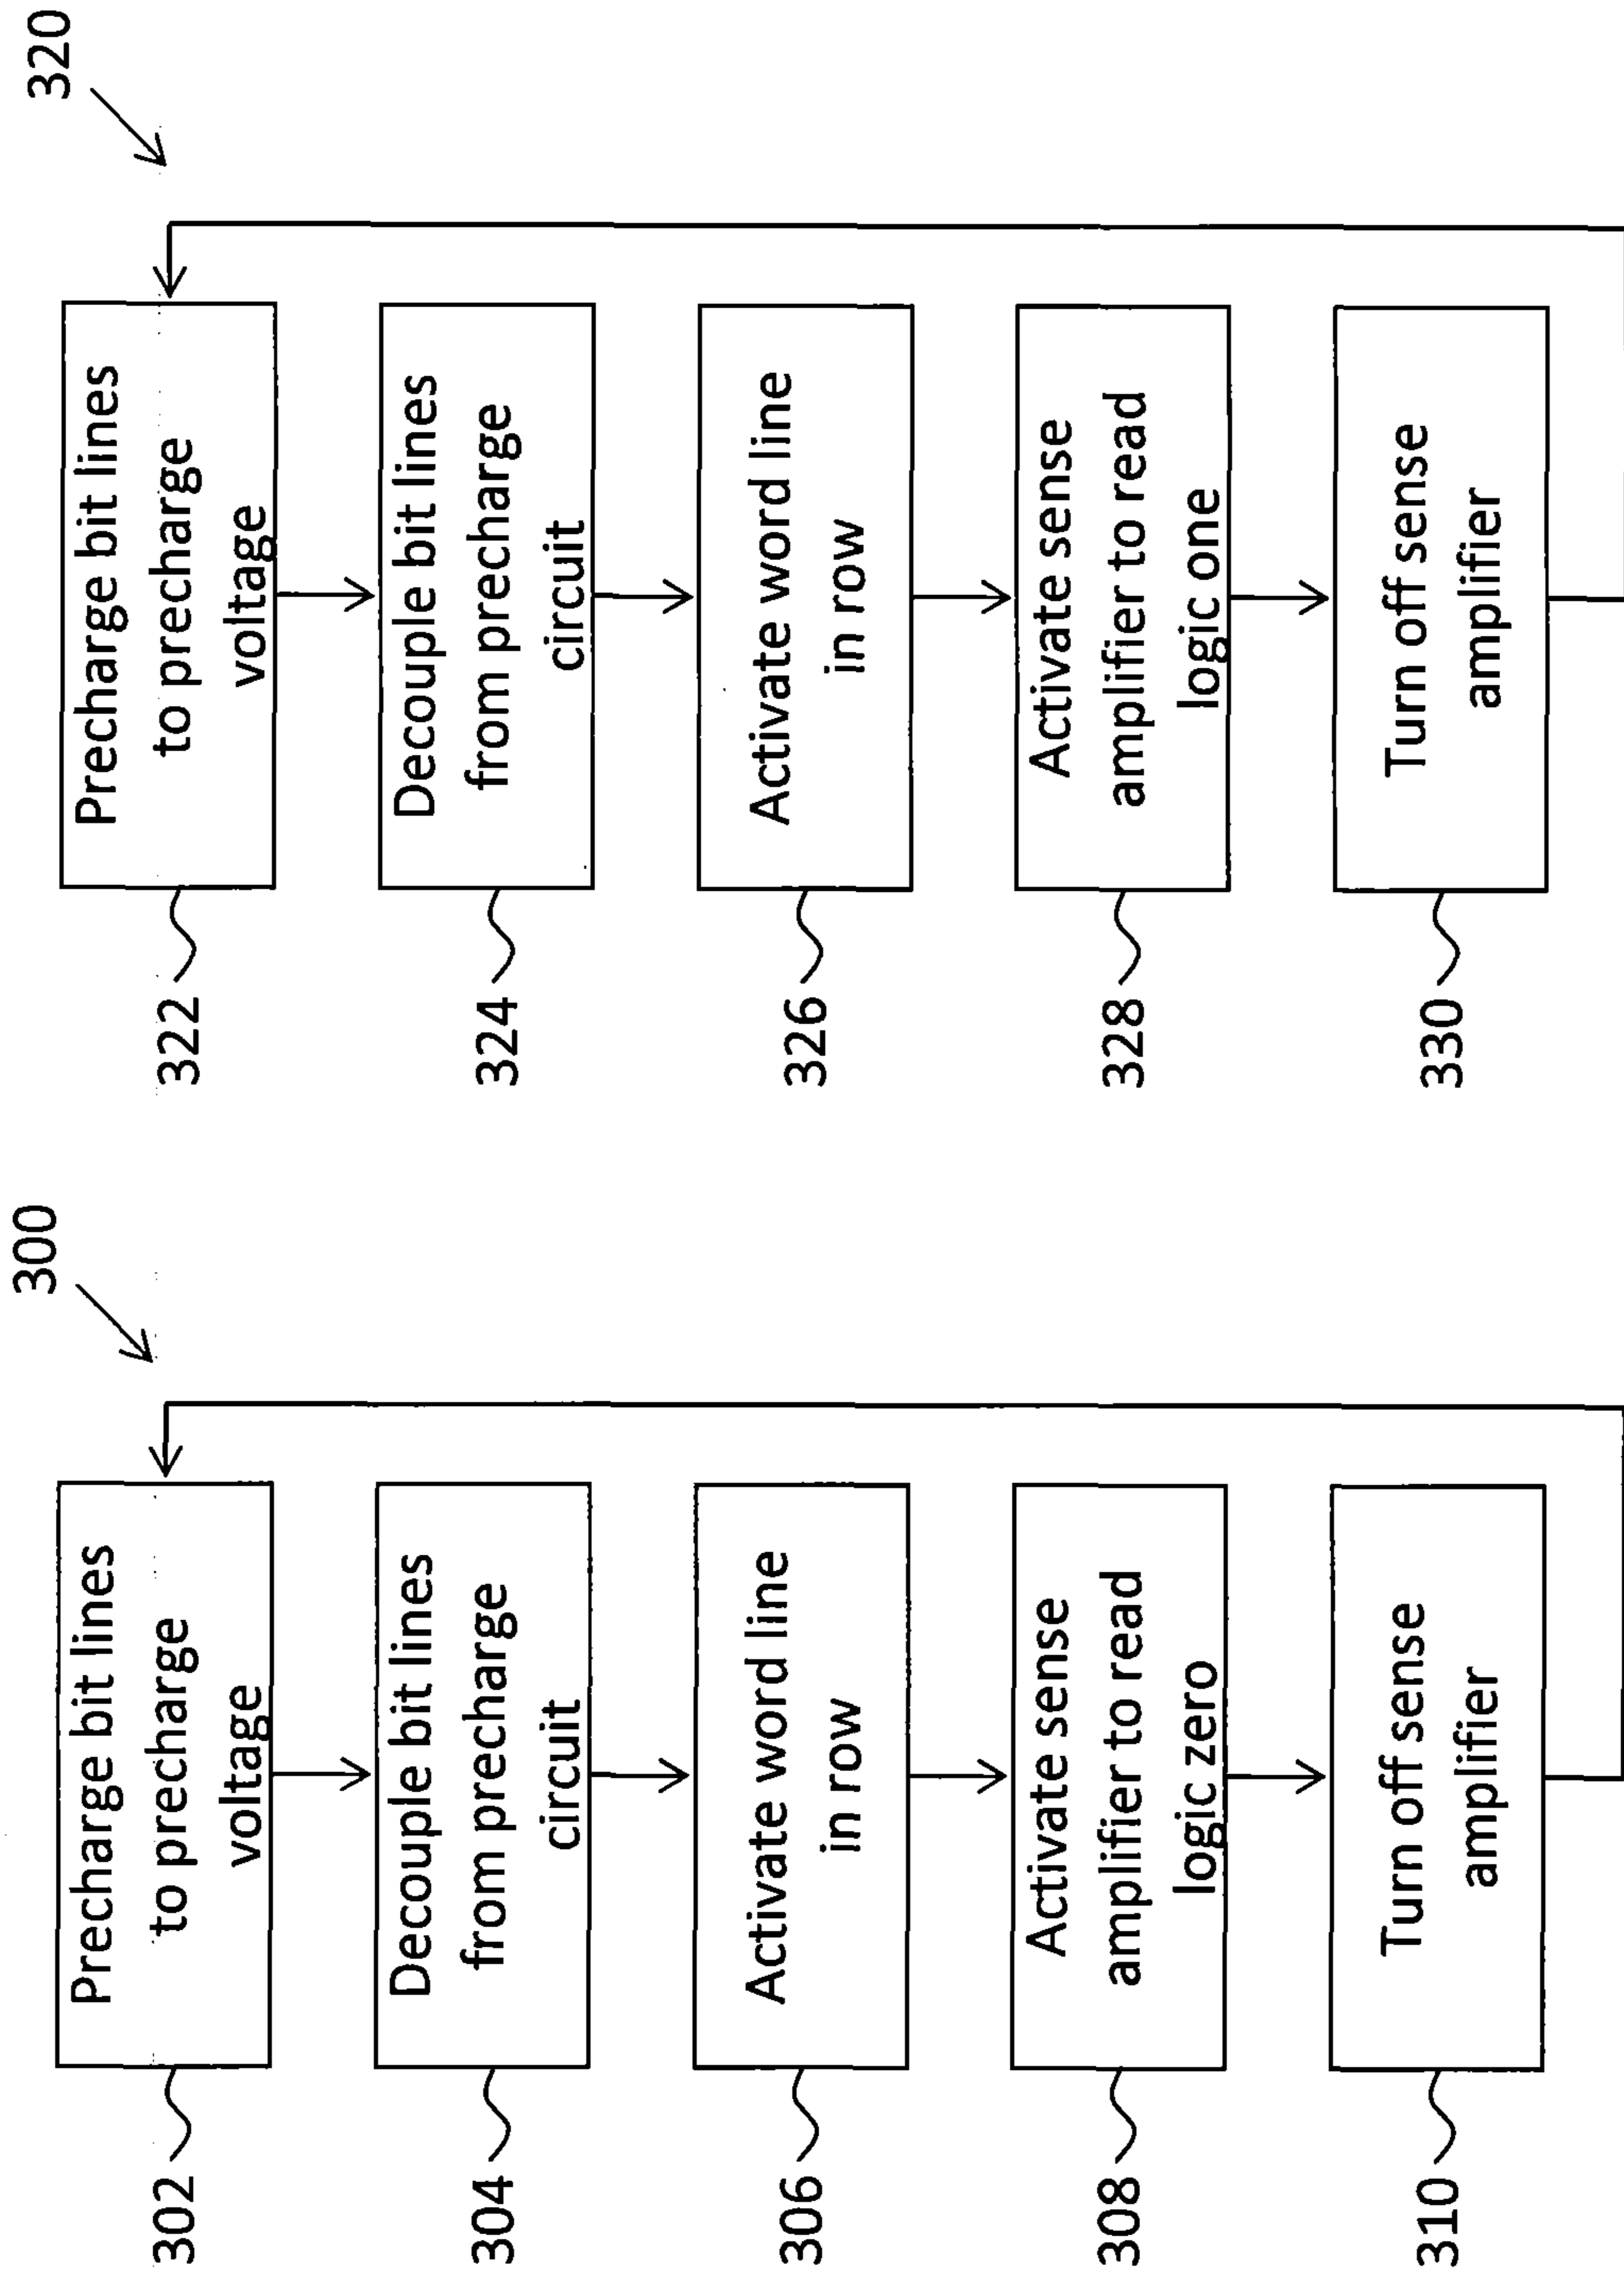 300
302
Precharge bit lines
to precharge
voltage
304
Decouple bit lines
from precharge
circuit
306
Activate word line
in row
308
Activate sense
amplifier to read
logic zero
310
Turn off sense
amplifier
320
322
Precharge bit lines
to precharge
voltage
324
Decouple bit lines
from precharge
circuit
326
Activate word line
in row
328
Activate sense
amplifier to read
logic one
330
Turn off sense
amplifier